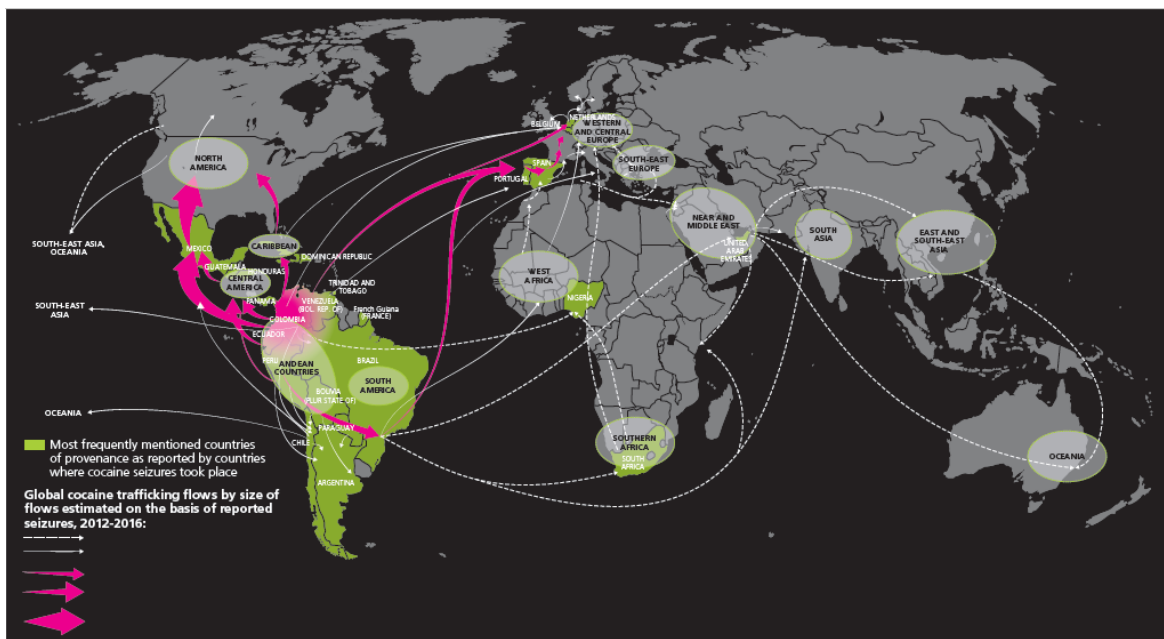 NORTH
AMERICA
SOUTH-EAST ASIA,
OCEANIA
MEXICO
CARIBBEAN
DOMINICAN REPUBLIC
GUATEMALA
HONDURAS
CENTRAL
AMERICA
TRINIDAD AND
TOBAGO
PANAMA
VENEZUELA
(BOL. REP. OF)
French Guiana
(FRANCE)
COLOMBIA
SOUTH-EAST
ASIA
ECUADOR
PERU
ANDEAN
COUNTRIES
BRAZIL
SOUTH
AMERICA
BOLIVIA
(PLUR.STATE OF)
PARAGUAY
OCEANIA
CHILE
ARGENTINA
NETHERLANDS
BELGIUM
WESTERN
AND CENTRAL
EUROPE
SOUTH-EAST
EUROPE
SPAIN
PORTUGAL
NEAR AND
MIDDLE EAST
UNITED
ARAB
EMIRATES
SOUTH
ASIA
EAST AND
SOUTH-EAST
ASIA
WEST
AFRICA
NIGERIA
SOUTHERN
AFRICA
SOUTH
AFRICA
OCEANIA
Most frequently mentioned countries
of provenance as reported by countries
where cocaine seizures took place
Global cocaine trafficking flows by size of
flows estimated on the basis of reported
seizures, 2012-2016: